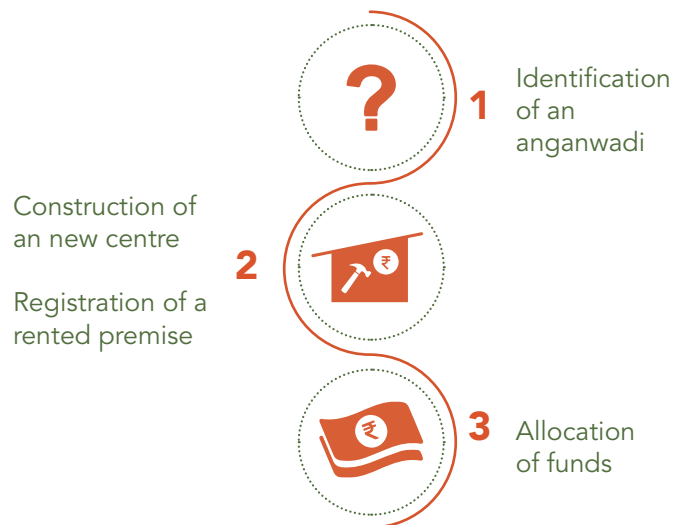 ?
1
Identification
of an
anganwadi
Construction of
an new centre
2
Registration of a
rented premise
₹
₹
3
Allocation
of funds